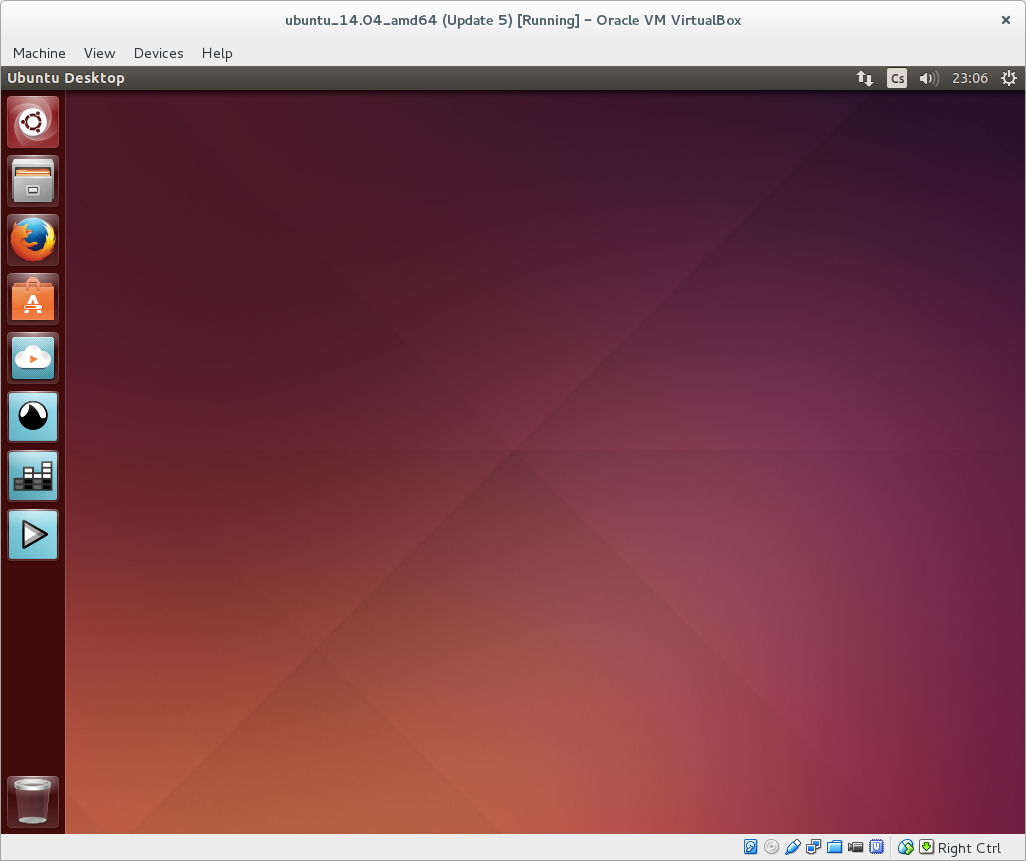 ubuntu_14.04_amd64 (Update 5) [Running] – Oracle VM VirtualBox
Machine View Devices Help
Ubuntu Desktop Cs 23:06
Right Ctrl